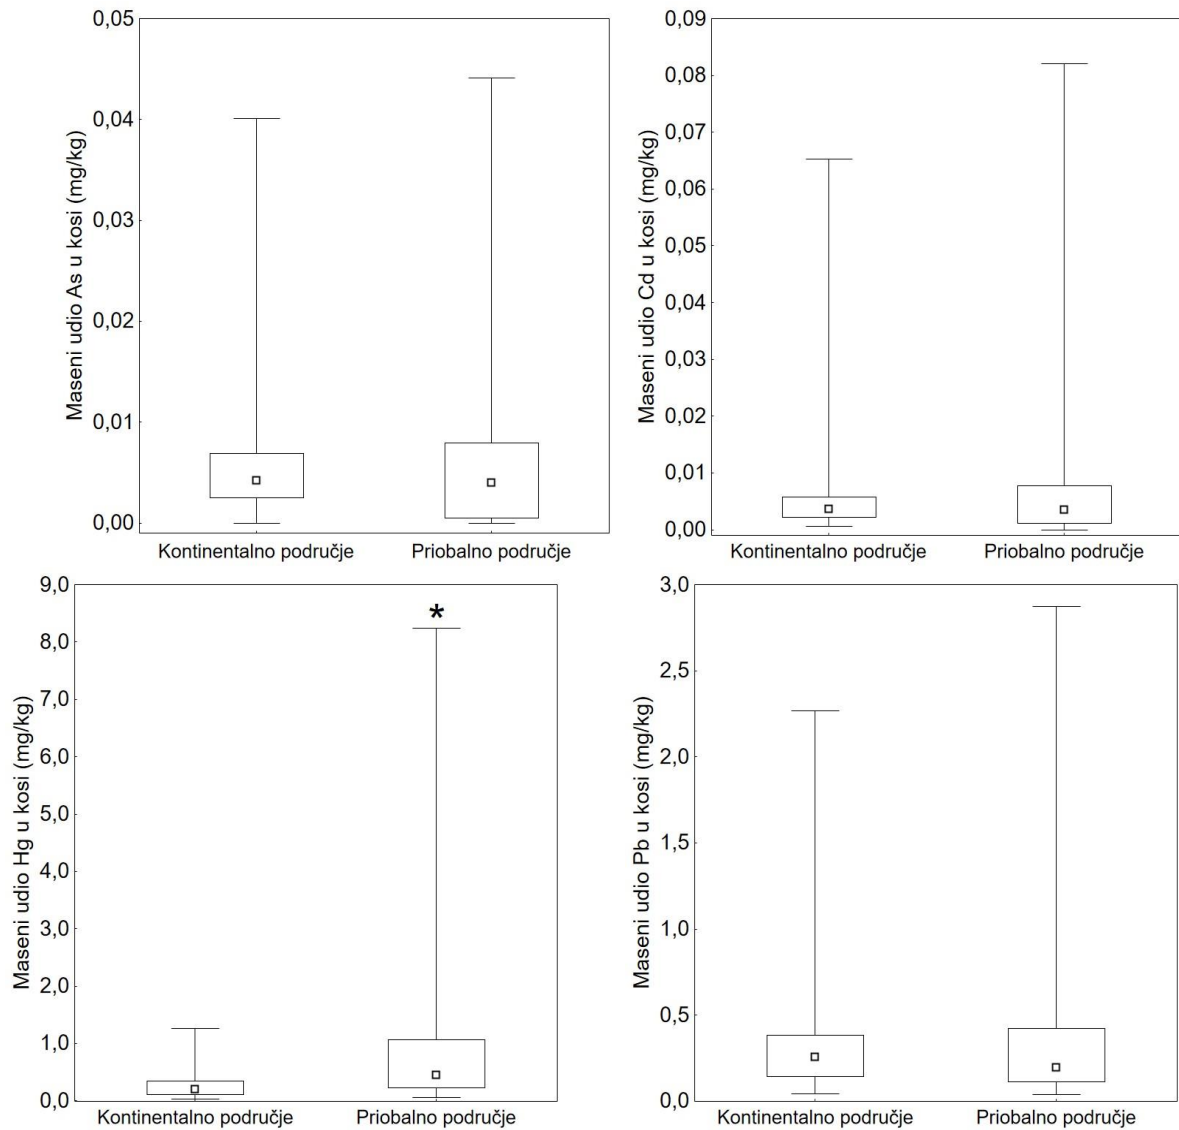 Maseni udio As u kosi (mg/kg)
0,05
0,04
0,03
0,02
0,01
0,00
Kontinentalno područje
Priobalno područje
Maseni udio Cd u kosi (mg/kg)
0,09
0,08
0,07
0,06
0,05
0,04
0,03
0,02
0,01
0,00
Kontinentalno područje
Priobalno područje
Maseni udio Hg u kosi (mg/kg)
9,0
8,0
7,0
6,0
5,0
4,0
3,0
2,0
1,0
0,0
*
Kontinentalno područje
Priobalno područje
Maseni udio Pb u kosi (mg/kg)
3,0
2,5
2,0
1,5
1,0
0,5
0,0
Kontinentalno područje
Priobalno područje